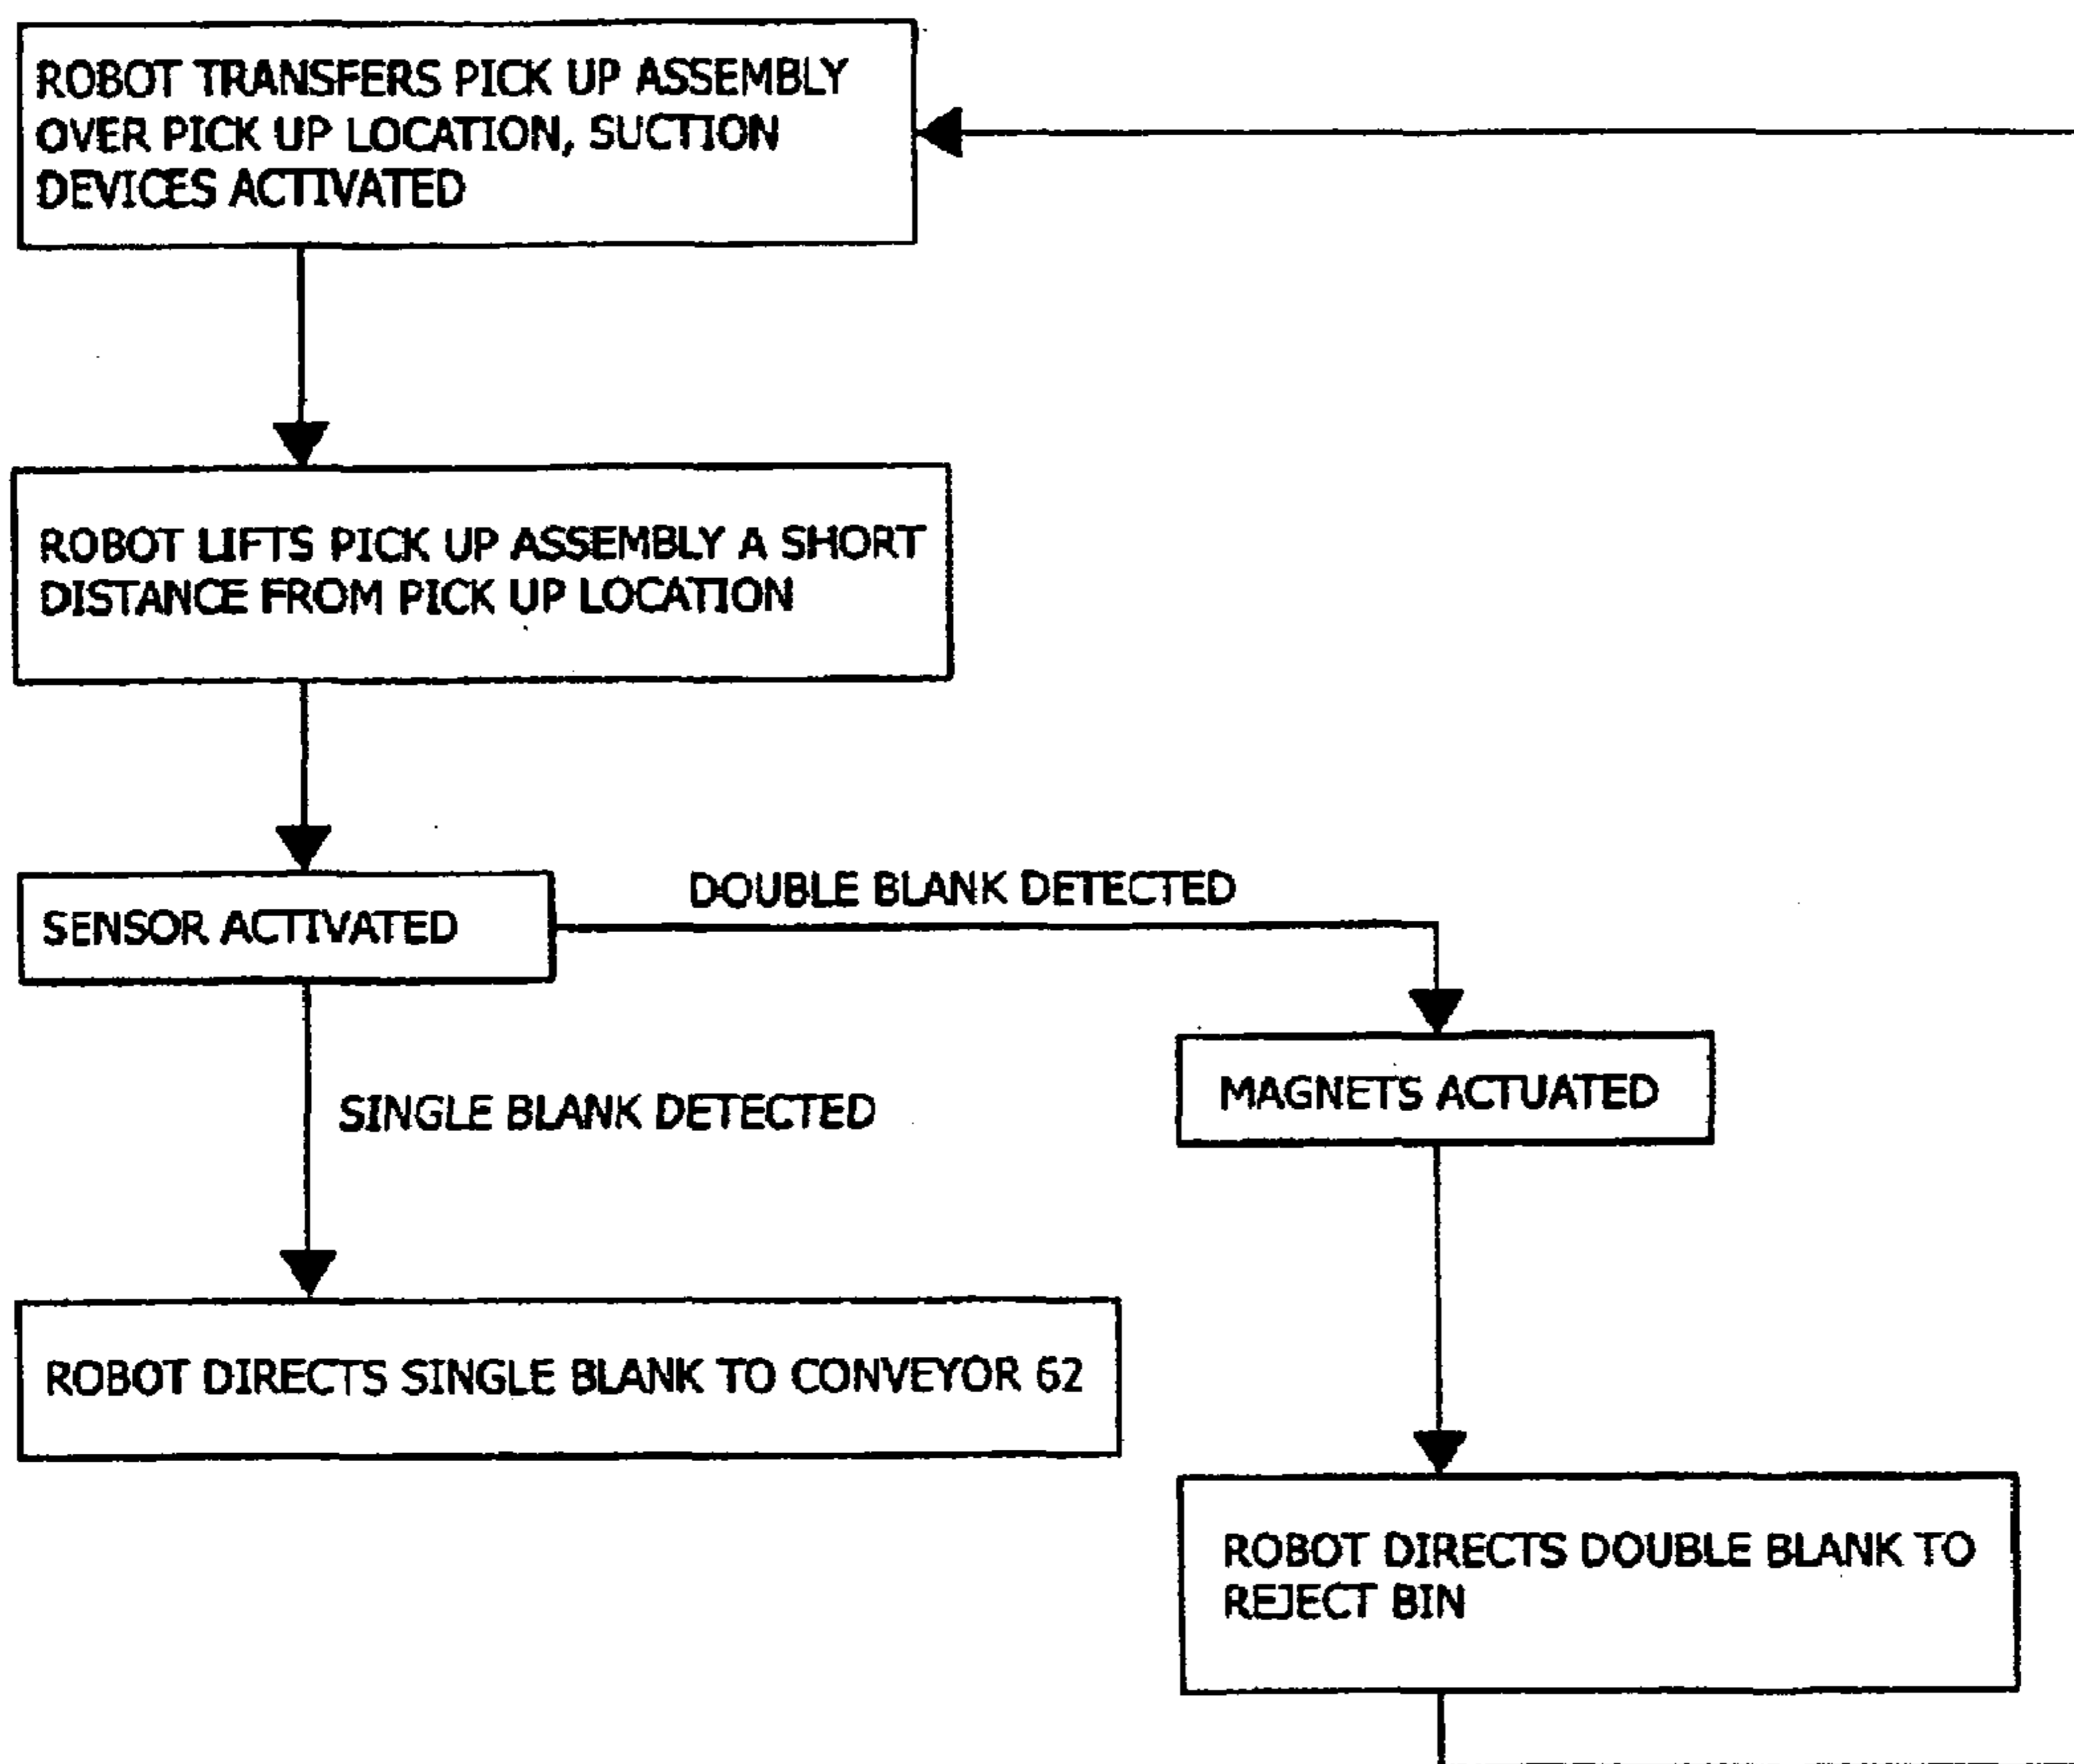 ROBOT TRANSFERS PICK UP ASSEMBLY
OVER PICK UP LOCATION, SUCTION
DEVICES ACTIVATED
ROBOT LIFTS PICK UP ASSEMBLY A SHORT
DISTANCE FROM PICK UP LOCATION
SENSOR ACTIVATED
DOUBLE BLANK DETECTED
MAGNETS ACTUATED
SINGLE BLANK DETECTED
ROBOT DIRECTS SINGLE BLANK TO CONVEYOR 62
ROBOT DIRECTS DOUBLE BLANK TO
REJECT BIN